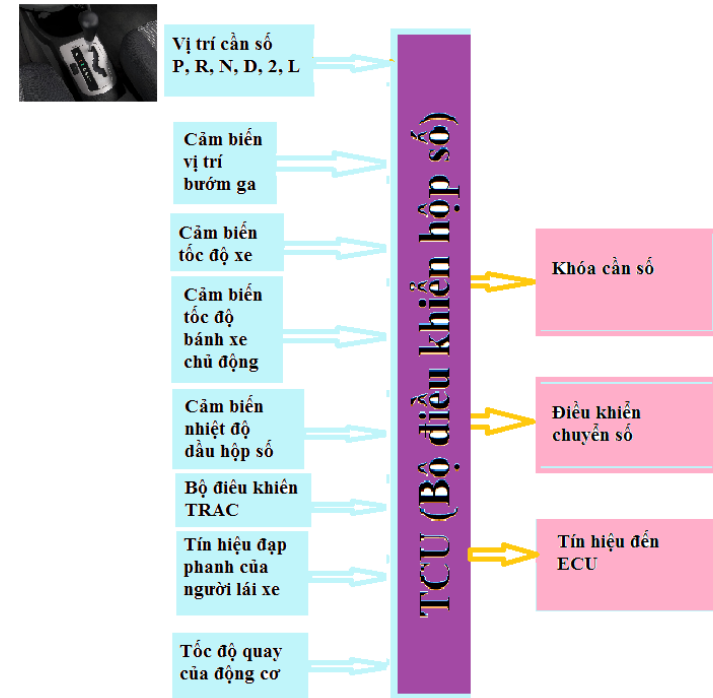 Vị trí cần số
P, R, N, D, 2, L
Cảm biến
vị trí
bướm ga
Cảm biến
tốc độ xe
Cảm biến
tốc độ
bánh xe
chủ động
Cảm biến
nhiệt độ
dầu hộp số
Bộ điêu khiên
TRAC
Tín hiệu đạp
phanh của
người lái xe
Tốc độ quay
của động cơ
TCU (Bộ điều khiển hộp số)
Khóa cần số
Điều khiển
chuyển số
Tín hiệu đến
ECU